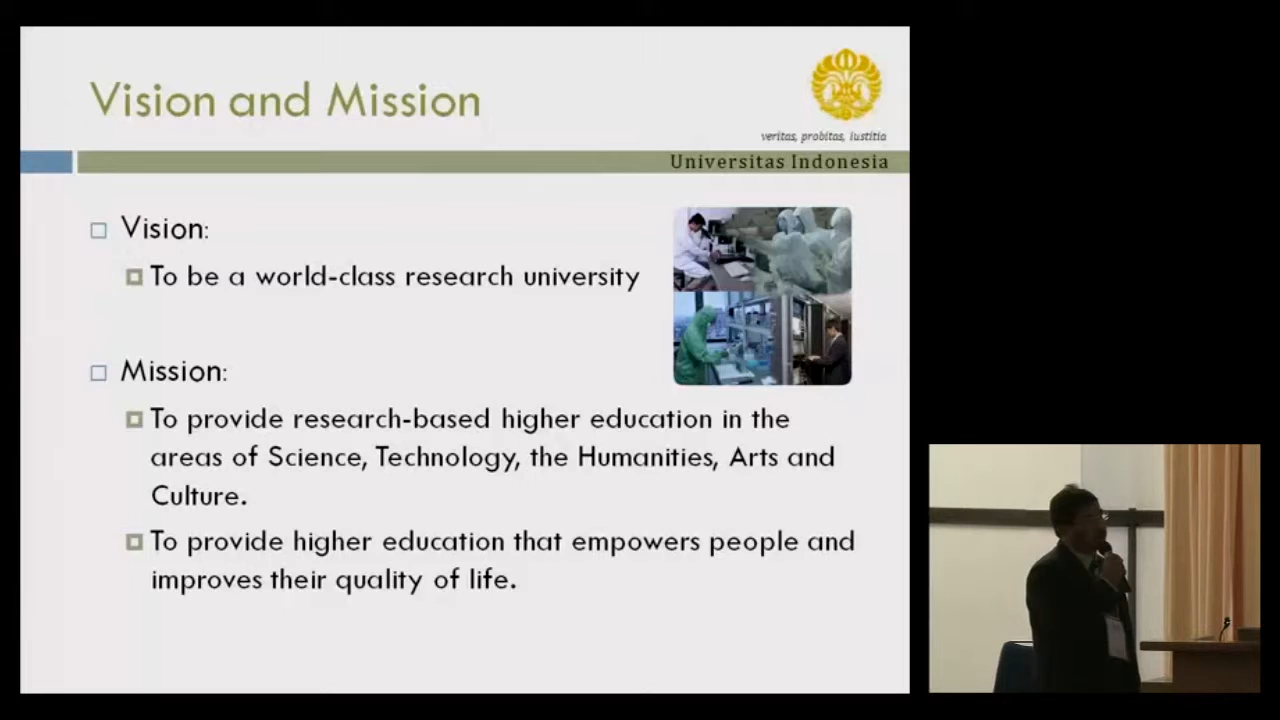 Vision and Mission
veritas, probitas, iustitia
Universitas Indonesia
Vision:
To be a world-class research university
Mission:
To provide research-based higher education in the
areas of Science, Technology, the Humanities, Arts and
Culture.
To provide higher education that empowers people and
improves their quality of life.